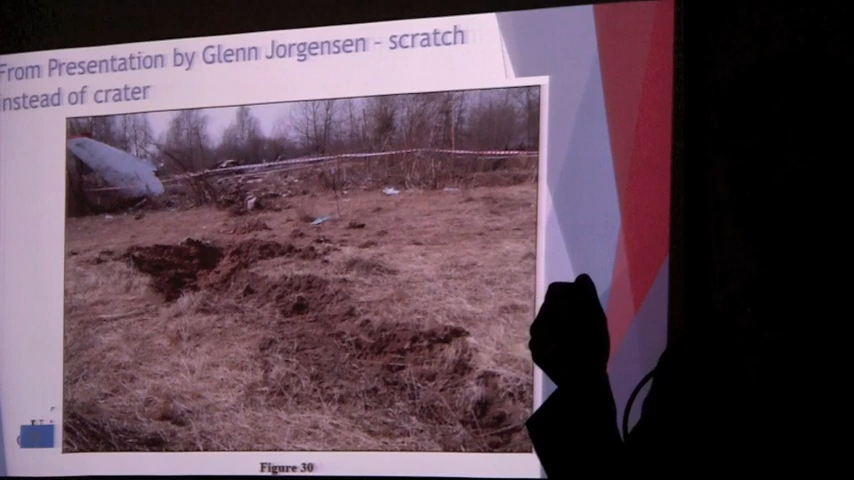 From Presentation by Glenn Jorgensen - scratch
instead of crater
Figure 30